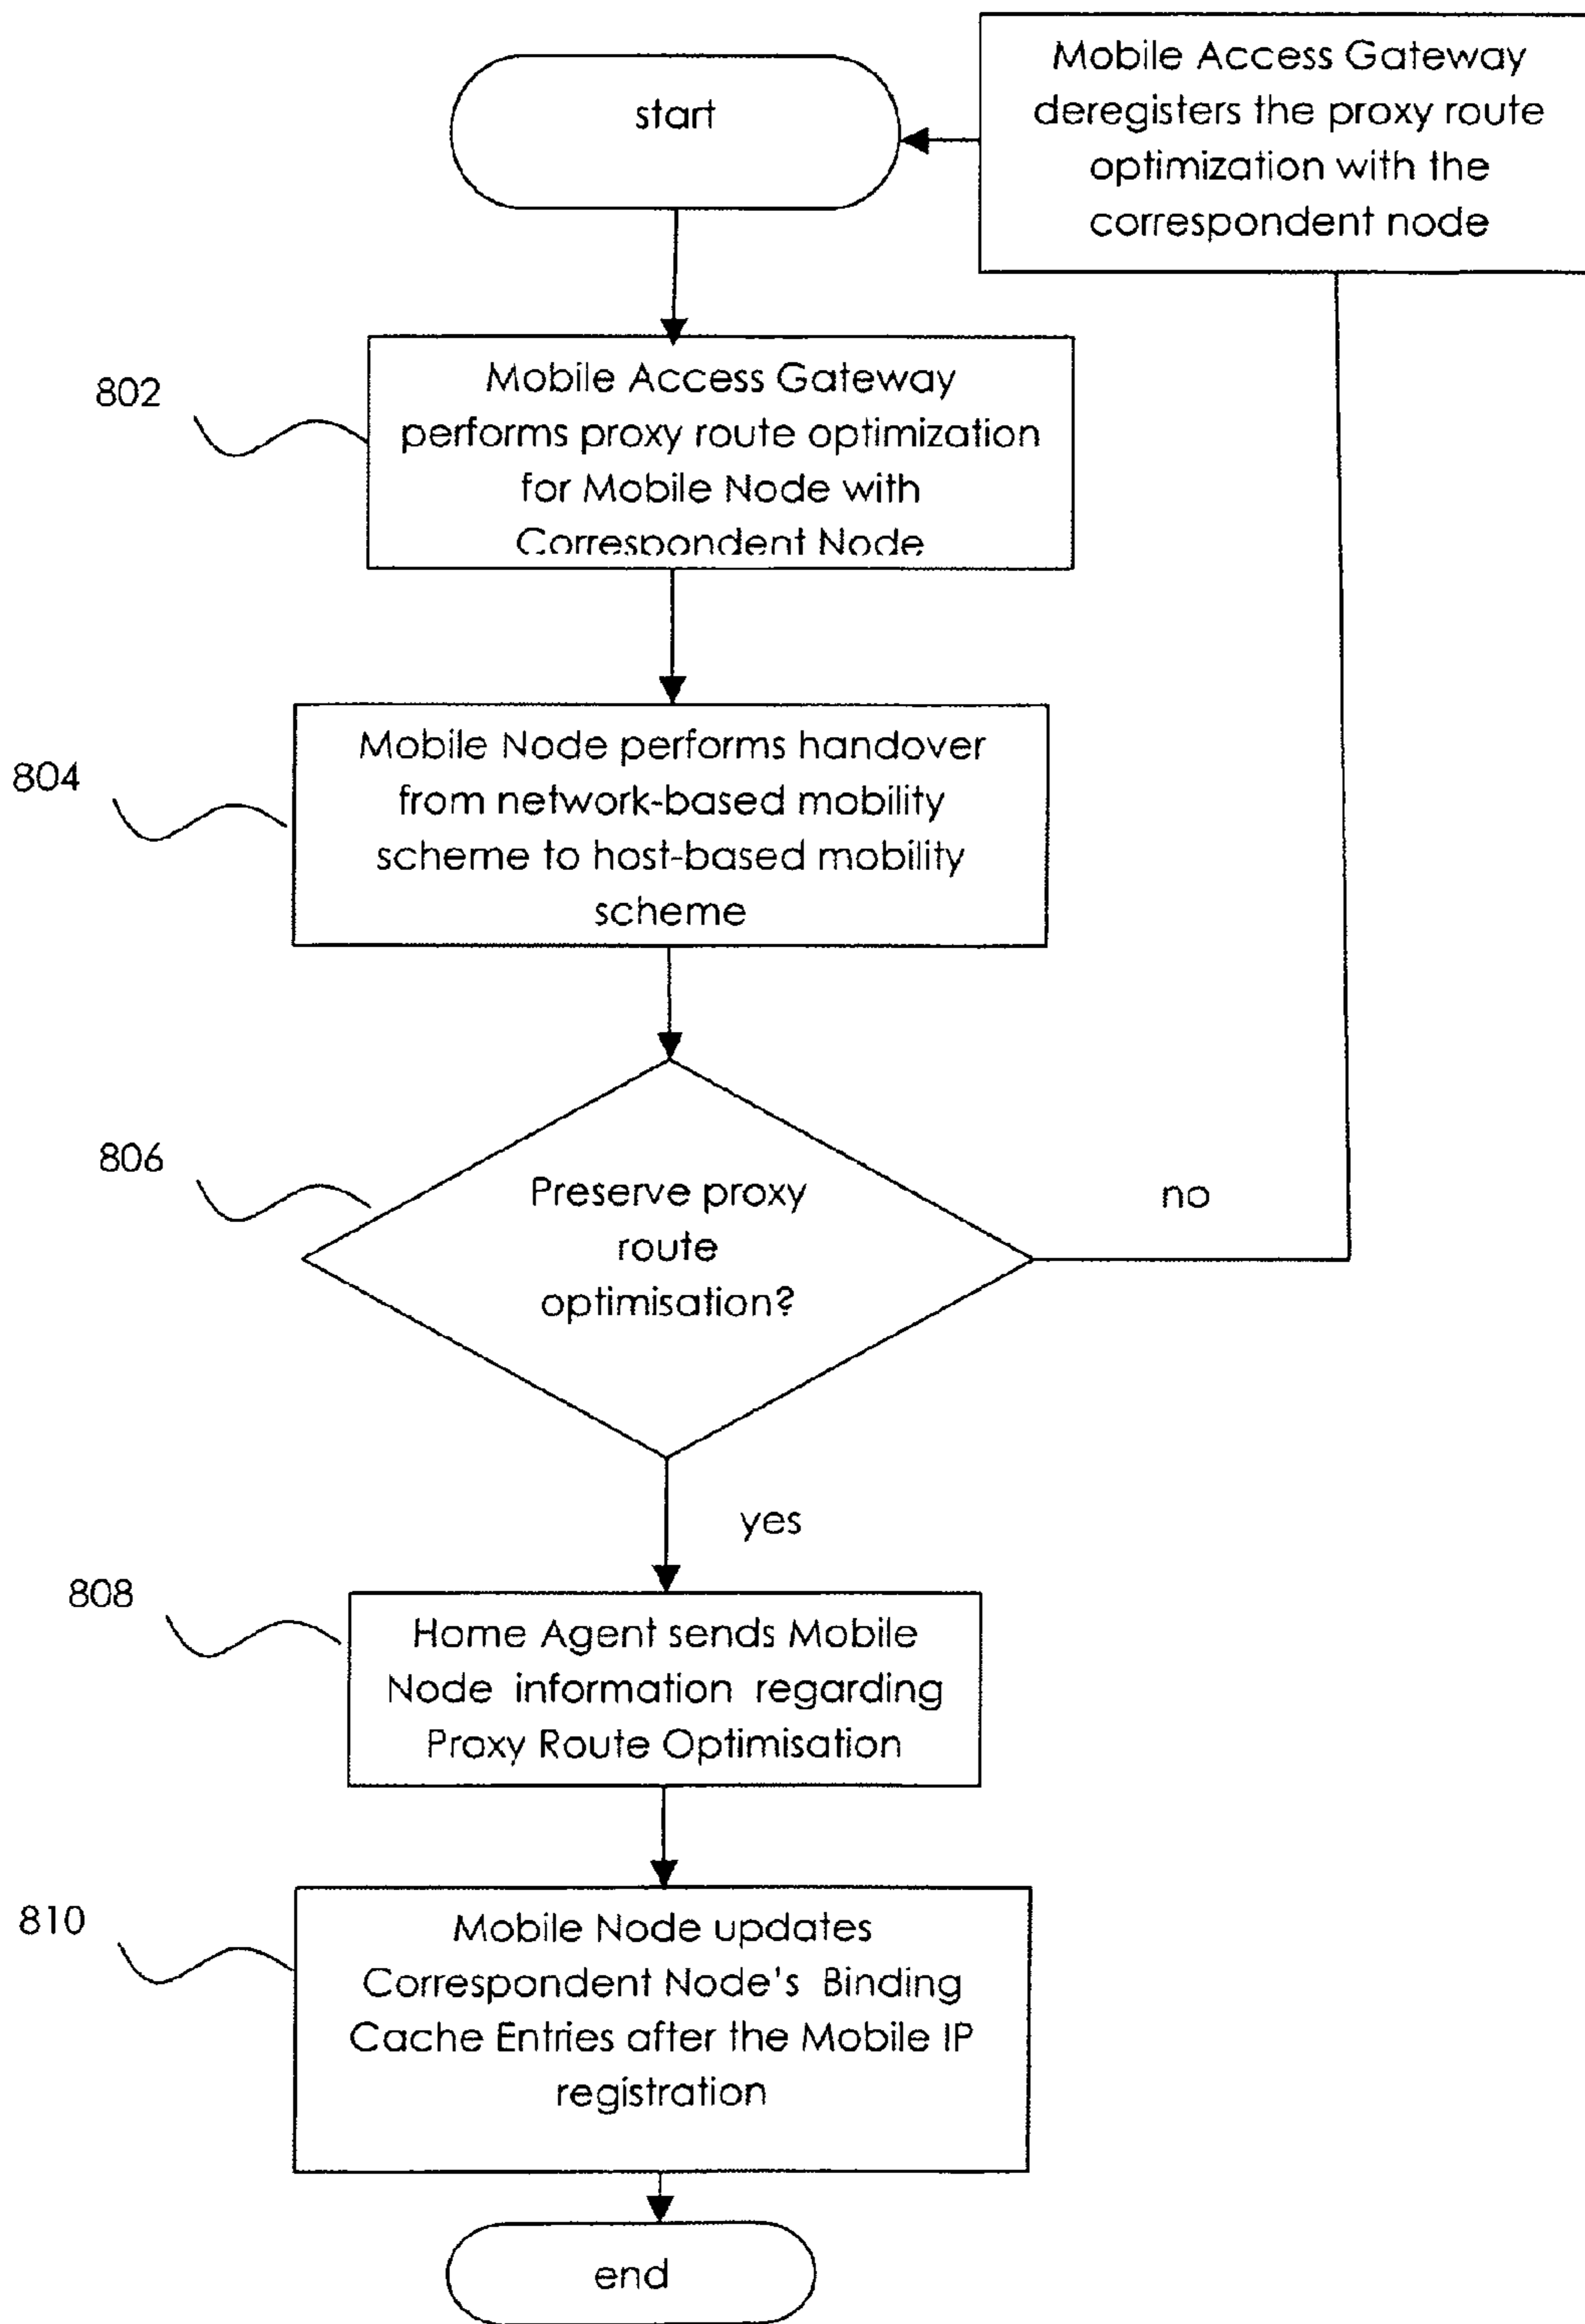 start
Mobile Access Gateway
deregisters the proxy route
optimization with the
correspondent node
802
Mobile Access Gateway
performs proxy route optimization
for Mobile Node with
Correspondent Node
804
Mobile Node performs handover
from network-based mobility
scheme to host-based mobility
scheme
806
Preserve proxy
route
optimisation?
no
yes
808
Home Agent sends Mobile
Node information regarding
Proxy Route Optimisation
810
Mobile Node updates
Correspondent Node's Binding
Cache Entries after the Mobile IP
registration
end